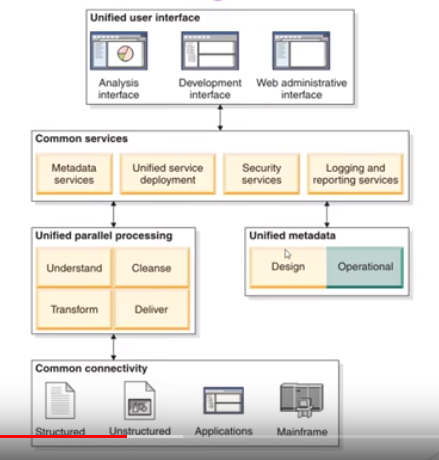 Unified user interface
Analysis interface
Development interface
Web administrative interface
Common services
Metadata services
Unified service deployment
Security services
Logging and reporting services
Unified parallel processing
Unified metadata
Understand
Cleanse
Design
Operational
Transform
Deliver
Common connectivity
Structured
Unstructured
Applications
Mainframe